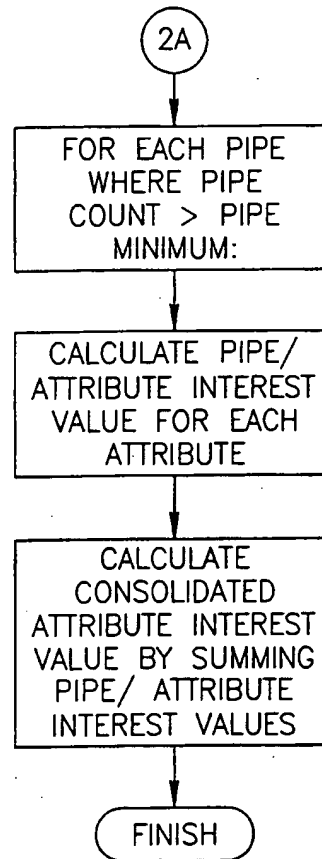 2A
FOR EACH PIPE
WHERE PIPE
COUNT > PIPE
MINIMUM:
CALCULATE PIPE/
ATTRIBUTE INTEREST
VALUE FOR EACH
ATTRIBUTE
CALCULATE
CONSOLIDATED
ATTRIBUTE INTEREST
VALUE BY SUMMING
PIPE/ ATTRIBUTE
INTEREST VALUES
FINISH